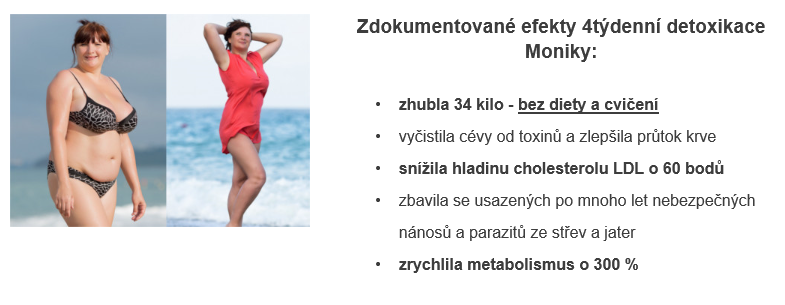 Zdokumentované efekty 4týdenní detoxikace
Moniky:
• zhubla 34 kilo - bez diety a cvičení
• vyčistila cévy od toxinů a zlepšila průtok krve
• snížila hladinu cholesterolu LDL o 60 bodů
• zbavila se usazených po mnoho let nebezpečných
nánosů a parazitů ze střev a jater
• zrychlila metabolismus o 300 %